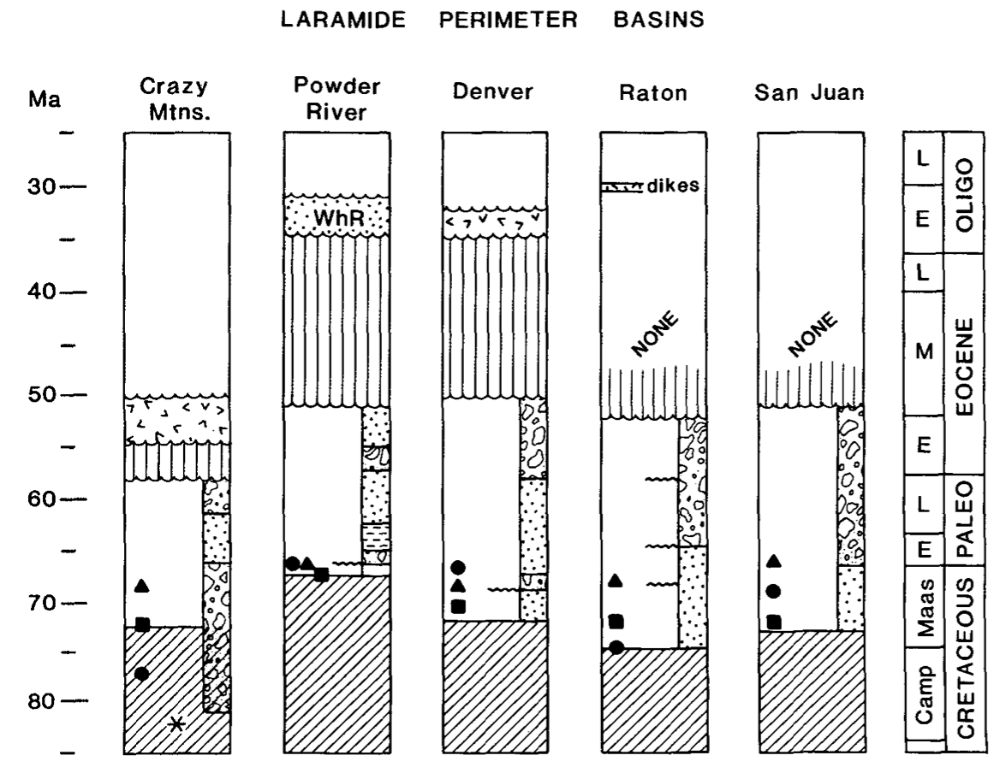 LARAMIDE PERIMETER BASINS
Ma
Crazy
Mtns.
Powder
River
Denver
Raton
San Juan
30
40
50
60
70
80
WhR
dikes
NONE
NONE
L
E
L
M
E
L
E
Maas
Camp
OLIGO
EOCENE
PALEO
CRETACEOUS